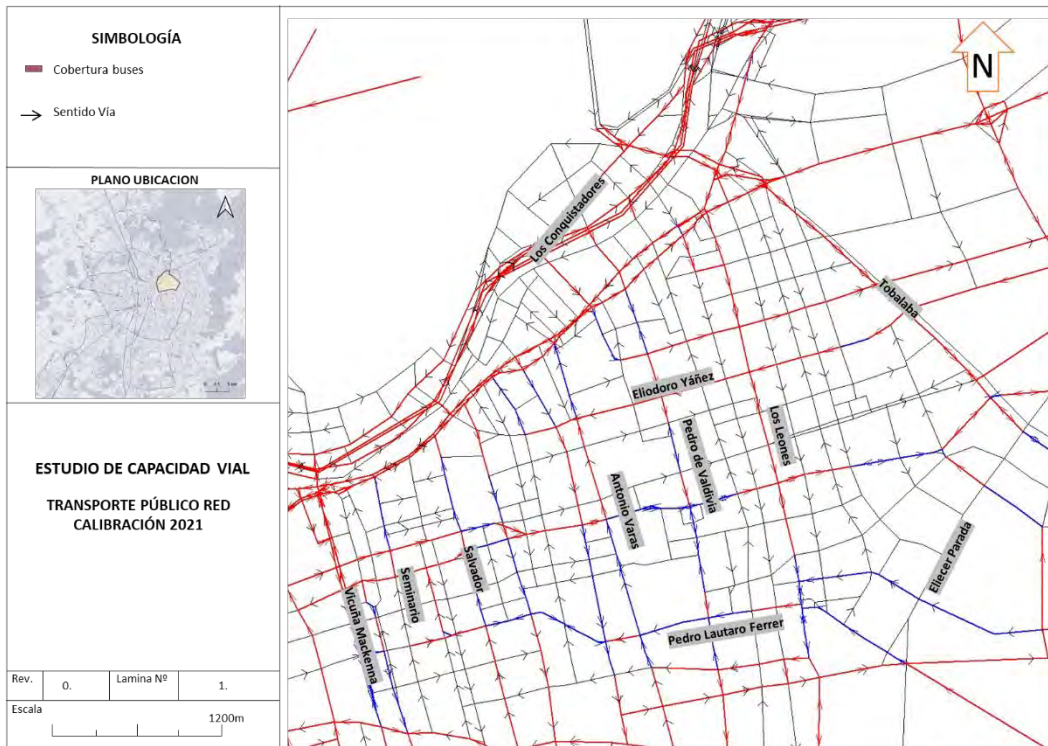 SIMBOLOGÍA
Cobertura buses
Sentido Vía
PLANO UBICACION
ESTUDIO DE CAPACIDAD VIAL
TRANSPORTE PÚBLICO RED
CALIBRACIÓN 2021
Rev.
0.
Lamina Nº
1.
Escala
1200m
N
Los Conquistadores
Tobalaba
Eliodoro Yáñez
Los Leones
Pedro de Valdivia
Antonio Varas
Salvador
Seminario
Vicuña Mackenna
Pedro Lautaro Ferrer
Eliecer Parada